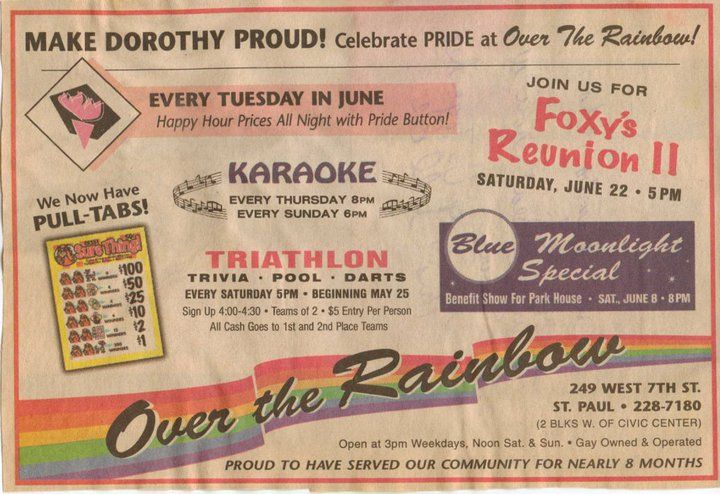 MAKE DOROTHY PROUD! Celebrate PRIDE at Over The Rainbow!
EVERY TUESDAY IN JUNE
Happy Hour Prices All Night with Pride Button!
JOIN US FOR
FoXy's
Reunion II
SATURDAY, JUNE 22 • 5 PM
We Now Have
PULL-TABS!
KARAOKE
EVERY THURSDAY 8PM
EVERY SUNDAY 6PM
Sure Thing!
$100
$50
$25
$10
$2
$1
TRIATHLON
TRIVIA • POOL • DARTS
EVERY SATURDAY 5PM • BEGINNING MAY 25
Sign Up 4:00-4:30 • Teams of 2 • $5 Entry Per Person
All Cash Goes to 1st and 2nd Place Teams
Blue Moonlight
Special
Benefit Show For Park House • SAT., JUNE 8 • 8PM
Over the Rainbow
249 WEST 7TH ST.
ST. PAUL • 228-7180
(2 BLKS W. OF CIVIC CENTER)
Open at 3pm Weekdays, Noon Sat. & Sun. • Gay Owned & Operated
PROUD TO HAVE SERVED OUR COMMUNITY FOR NEARLY 8 MONTHS